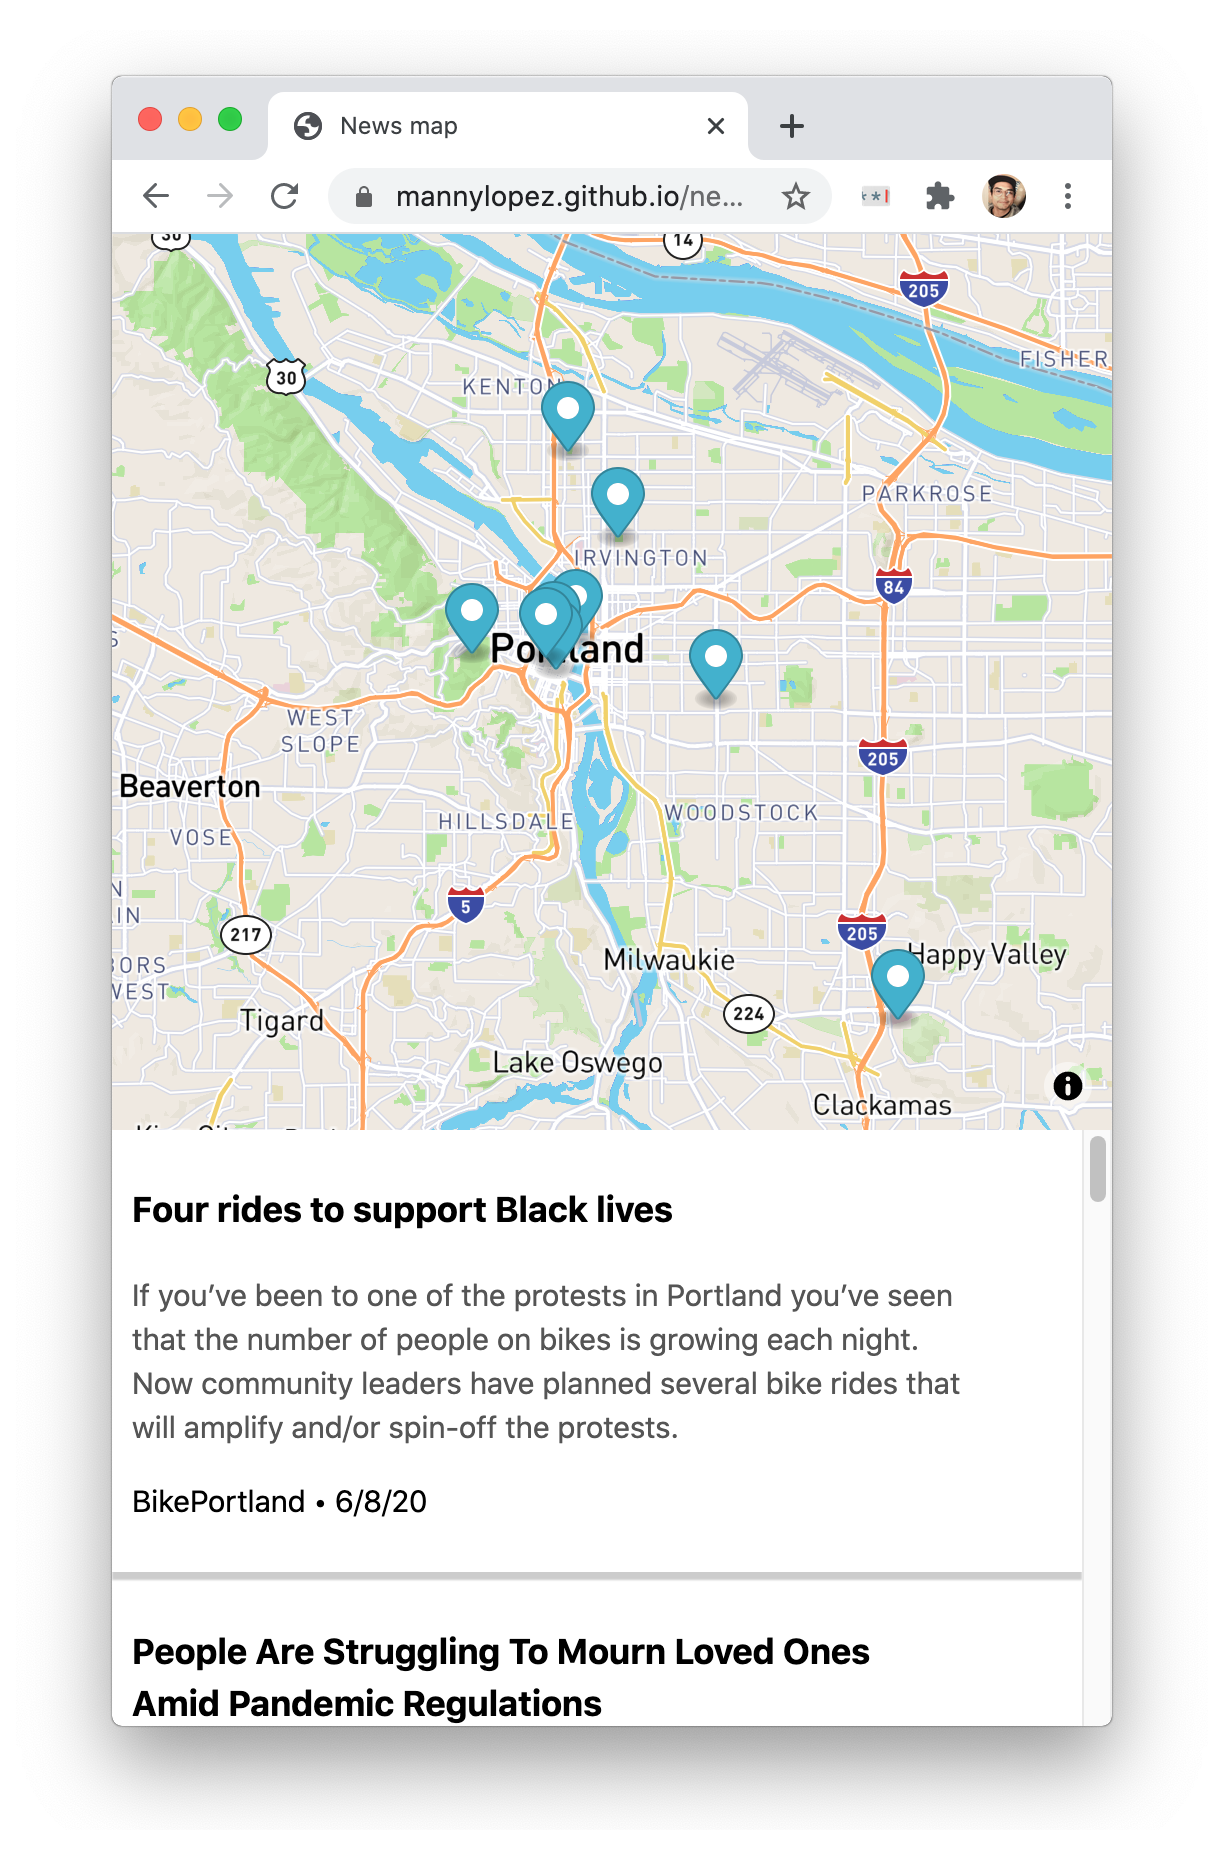 News map
mannylopez.github.io/ne...
30
14
205
FISHER
30
KENTON
PARKROSE
IRVINGTON
84
Portland
WEST
SLOPE
205
Beaverton
WOODSTOCK
HILLSDALE
VOSE
N
IN
5
217
205
Happy Valley
Milwaukie
BORS
WEST
224
Tigard
Lake Oswego
Clackamas
Four rides to support Black lives
If you’ve been to one of the protests in Portland you’ve seen
that the number of people on bikes is growing each night.
Now community leaders have planned several bike rides that
will amplify and/or spin-off the protests.
BikePortland • 6/8/20
People Are Struggling To Mourn Loved Ones
Amid Pandemic Regulations